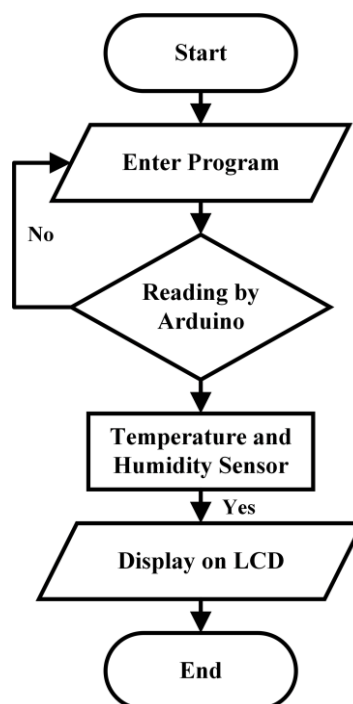 Start
Enter Program
No
Reading by
Arduino
Temperature and
Humidity Sensor
Yes
Display on LCD
End